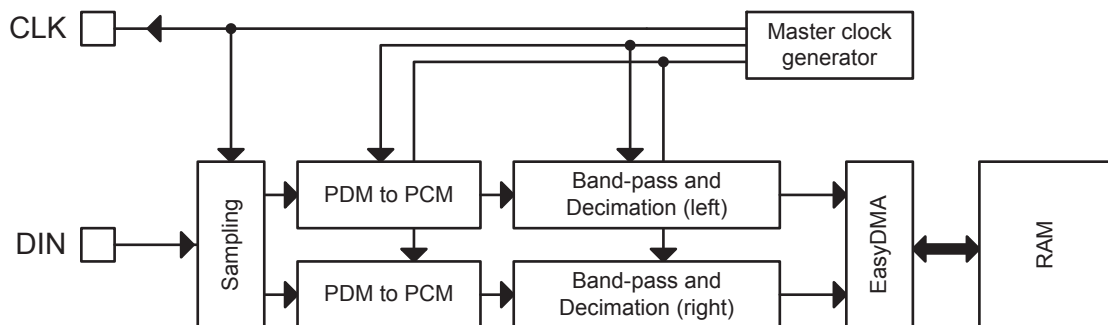 CLK
Master clock
generator
PDM to PCM
Band-pass and
Decimation (left)
DIN
Sampling
EasyDMA
RAM
PDM to PCM
Band-pass and
Decimation (right)